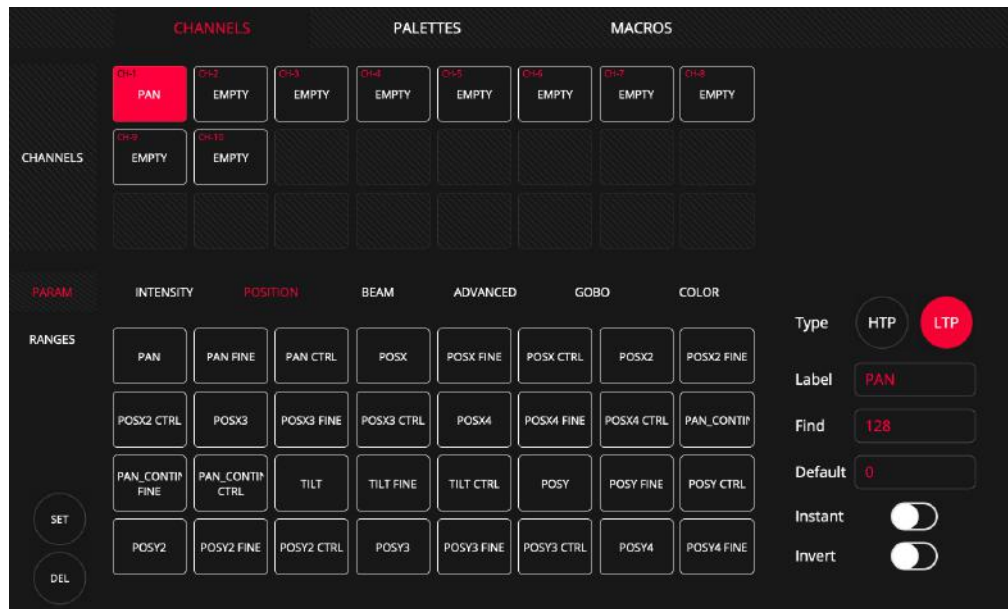 CHANNELS PALETTES MACROS
CH-1 CH-2 CH-3 CH-4 CH-5 CH-6 CH-7 CH-8
PAN EMPTY EMPTY EMPTY EMPTY EMPTY EMPTY EMPTY
CH-9 CH-10
CHANNELS EMPTY EMPTY
PARAM INTENSITY POSITION BEAM ADVANCED GOBO COLOR
RANGES
PAN PAN FINE PAN CTRL POSX POSX FINE POSX CTRL POSX2 POSX2 FINE
POSX2 CTRL POSX3 POSX3 FINE POSX3 CTRL POSX4 POSX4 FINE POSX4 CTRL PAN_CONTIN
PAN_CONTIN FINE PAN_CONTIN CTRL TILT TILT FINE TILT CTRL POSY POSY FINE POSY CTRL
POSY2 POSY2 FINE POSY2 CTRL POSY3 POSY3 FINE POSY3 CTRL POSY4 POSY4 FINE
SET
DEL
Type HTP LTP
Label PAN
Find 128
Default 0
Instant
Invert